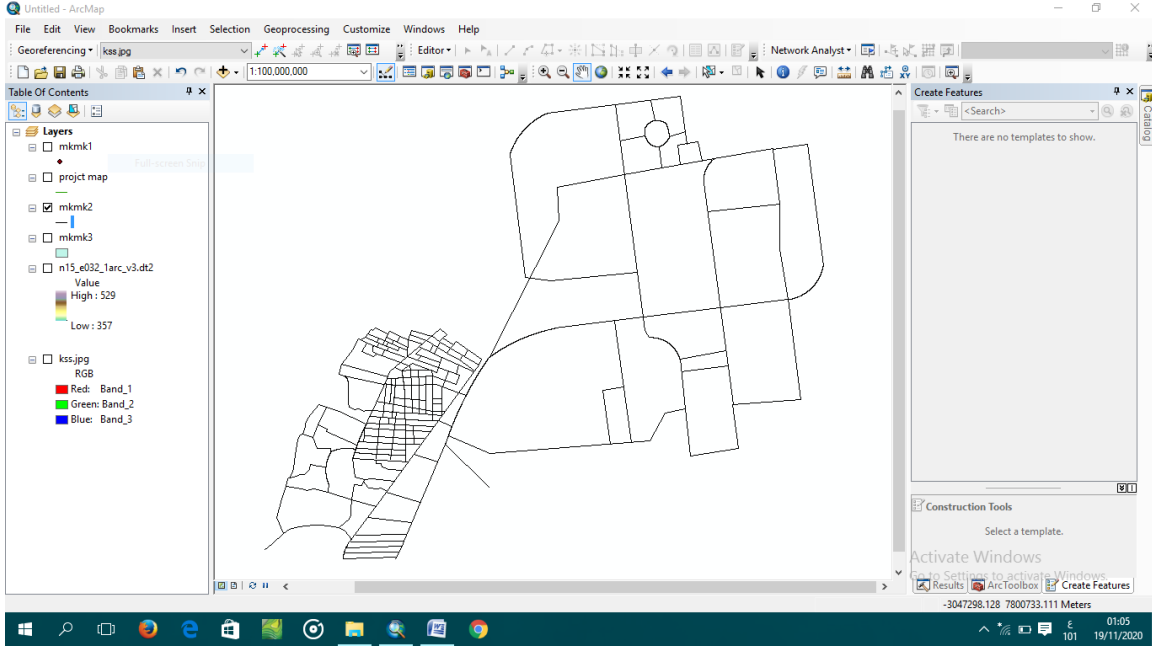 Untitled - ArcMap
File Edit View Bookmarks Insert Selection Geoprocessing Customize Windows Help
Georeferencing kss.jpg Editor Network Analyst
1:100,000,000
Table Of Contents
Layers
mkmk1
Full-screen Snip
projct map
mkmk2
mkmk3
n15_e032_1arc_v3.dt2
Value
High : 529
Low : 357
kss.jpg
RGB
Red: Band_1
Green: Band_2
Blue: Band_3
Create Features
<Search>
There are no templates to show.
Catalog
Construction Tools
Select a template.
Activate Windows
Go to Settings to activate Windows.
Results ArcToolbox Create Features
-3047298.128 7800733.111 Meters
ع
101
01:05
19/11/2020